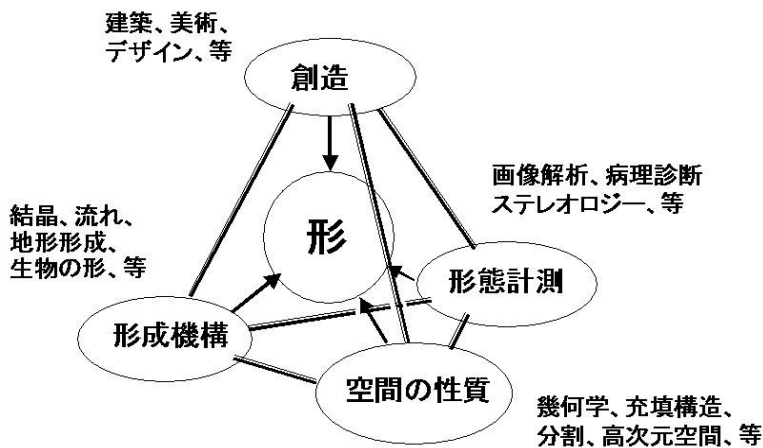 建築、美術、
デザイン、等
創造
画像解析、病理診断
ステレオロジー、等
結晶、流れ、
地形形成、
生物の形、等
形
形態計測
形成機構
空間の性質
幾何学、充填構造、
分割、高次元空間、等